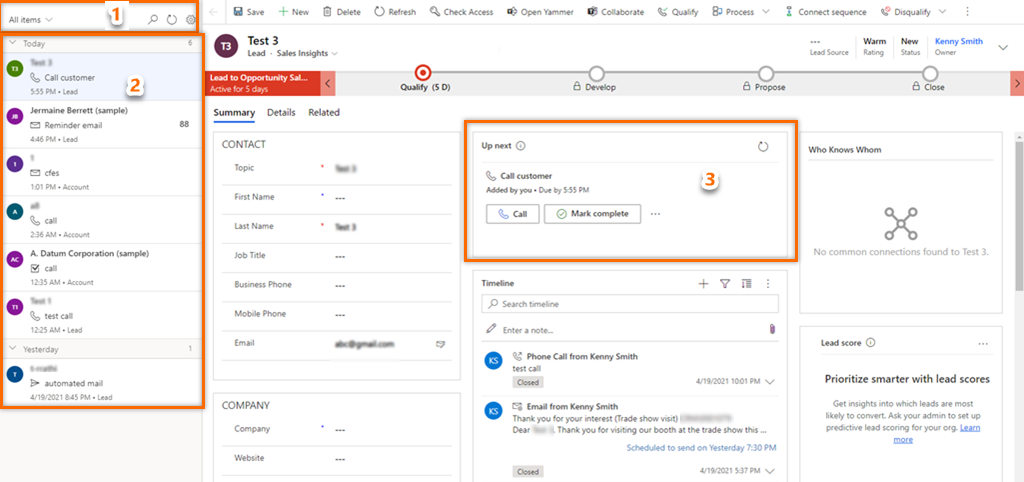 All items
1
Today 6
T3
Call customer
5:55 PM • Lead
2
JB Jermaine Berrett (sample)
Reminder email 88
4:46 PM • Lead
1
cfes
1:01 PM • Account
A
call
2:36 AM • Account
AC A. Datum Corporation (sample)
call
12:35 AM • Account
T1
test call
12:25 AM • Lead
Yesterday 1
T
automated mail
4/19/2021 8:45 PM • Lead
Save New Delete Refresh Check Access Open Yammer Collaborate Qualify Process Connect sequence Disqualify
T3 Test 3
Lead · Sales Insights
---
Lead Source
Warm
Rating
New
Status
Kenny Smith
Owner
Lead to Opportunity Sal...
Active for 5 days
Qualify (5 D) Develop Propose Close
Summary Details Related
CONTACT
Topic * Test 3
First Name * ---
Last Name * Test 3
Job Title ---
Business Phone ---
Mobile Phone ---
Email abc@gmail.com
COMPANY
Company * ---
Website ---
Up next
3
Call customer
Added by you • Due by 5:55 PM
Call Mark complete ...
Timeline
Search timeline
Enter a note...
KS Phone Call from Kenny Smith
test call
Closed 4/19/2021 10:01 PM
KS Email from Kenny Smith
Thank you for your interest (Trade show visit)
Dear Test 3. Thank you for visiting our booth at the trade show this ...
Scheduled to send on Yesterday 7:30 PM
Closed 4/19/2021 5:37 PM
Who Knows Whom
No common connections found to Test 3.
Lead score ...
Prioritize smarter with lead scores
Get insights into which leads are most
likely to convert. Ask your admin to set up
predictive lead scoring for your org. Learn
more